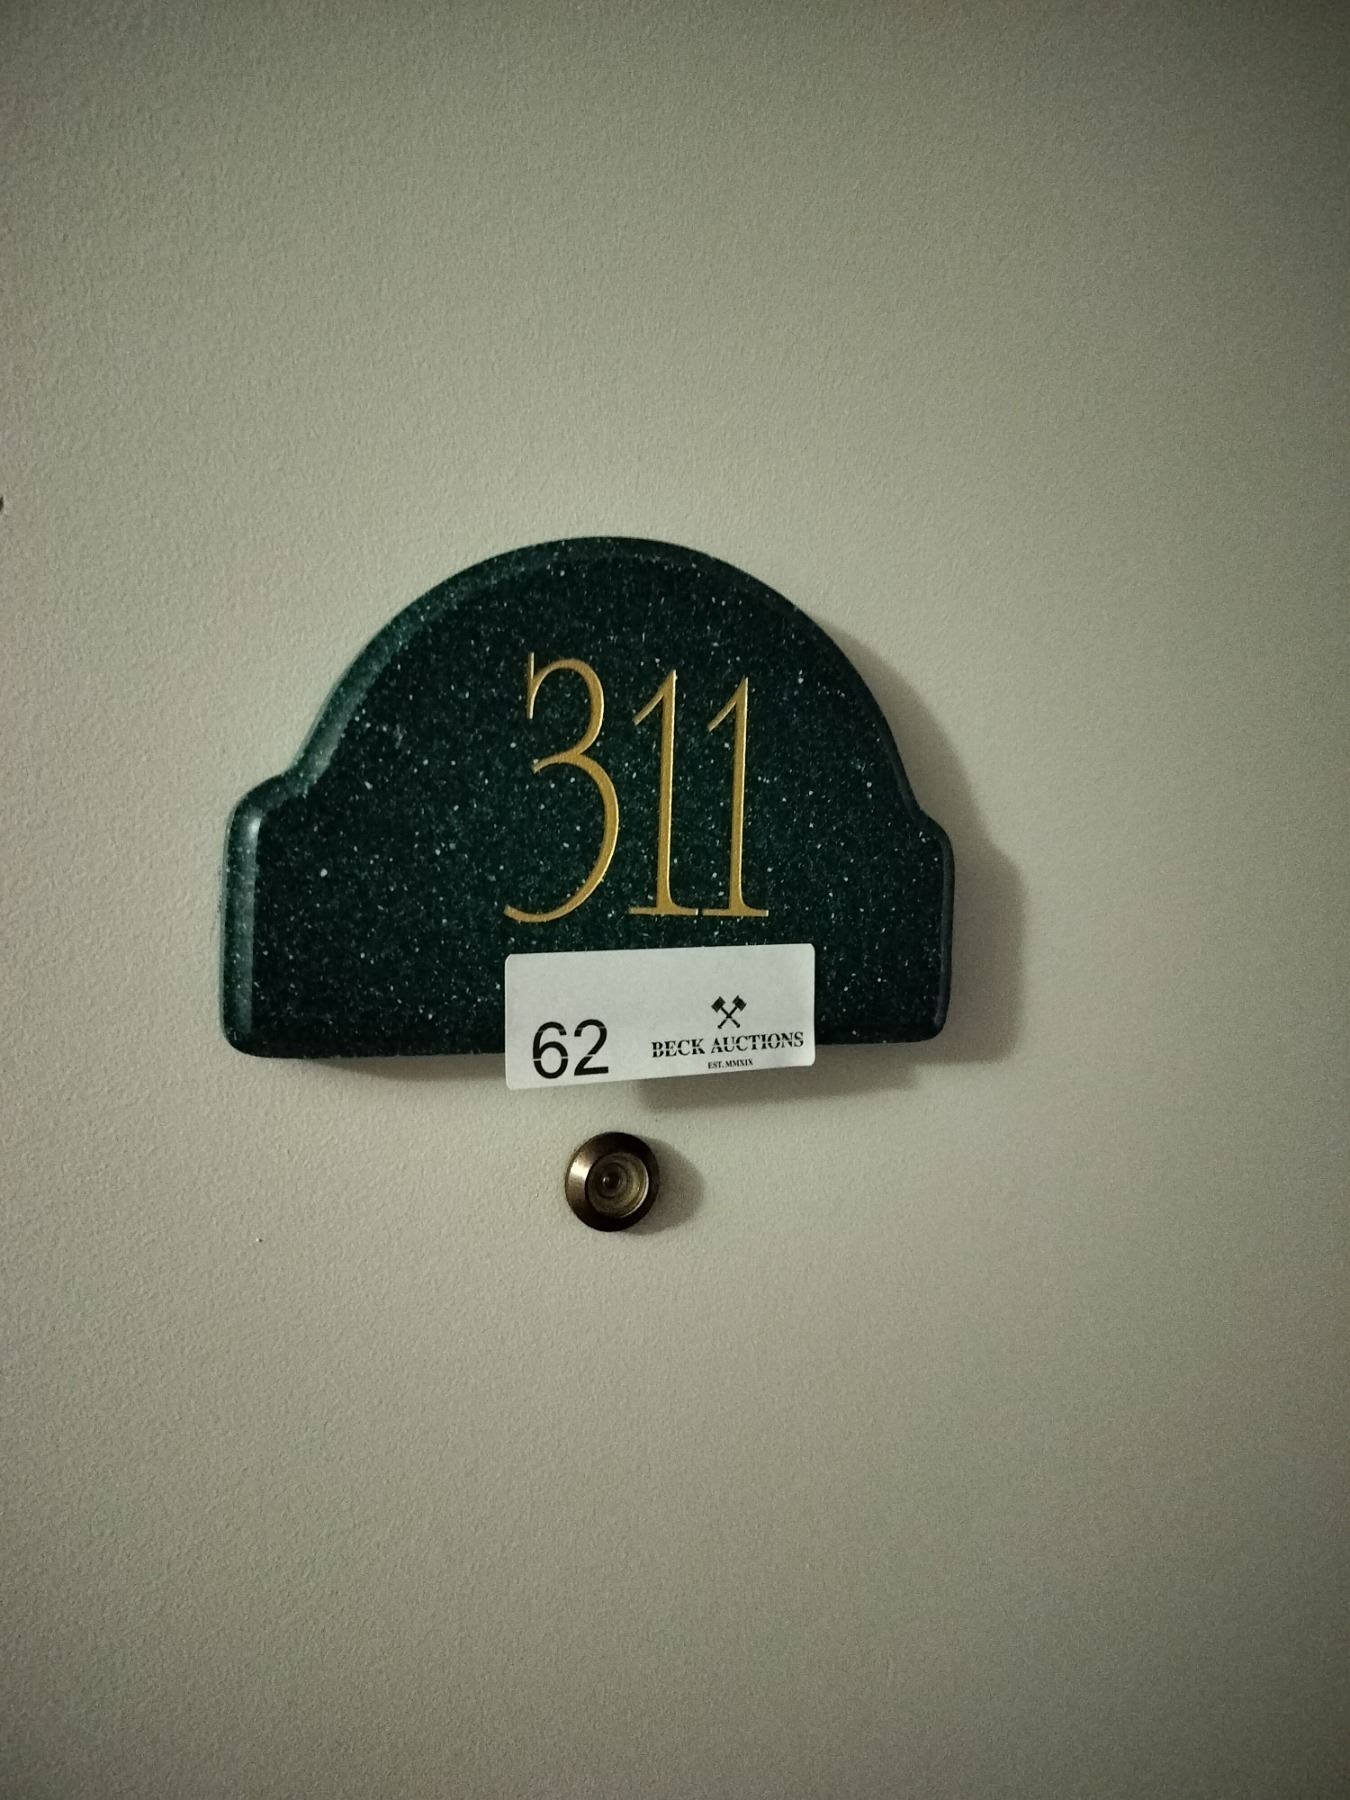 311
62
BECK AUCTIONS
EST. MMXIX